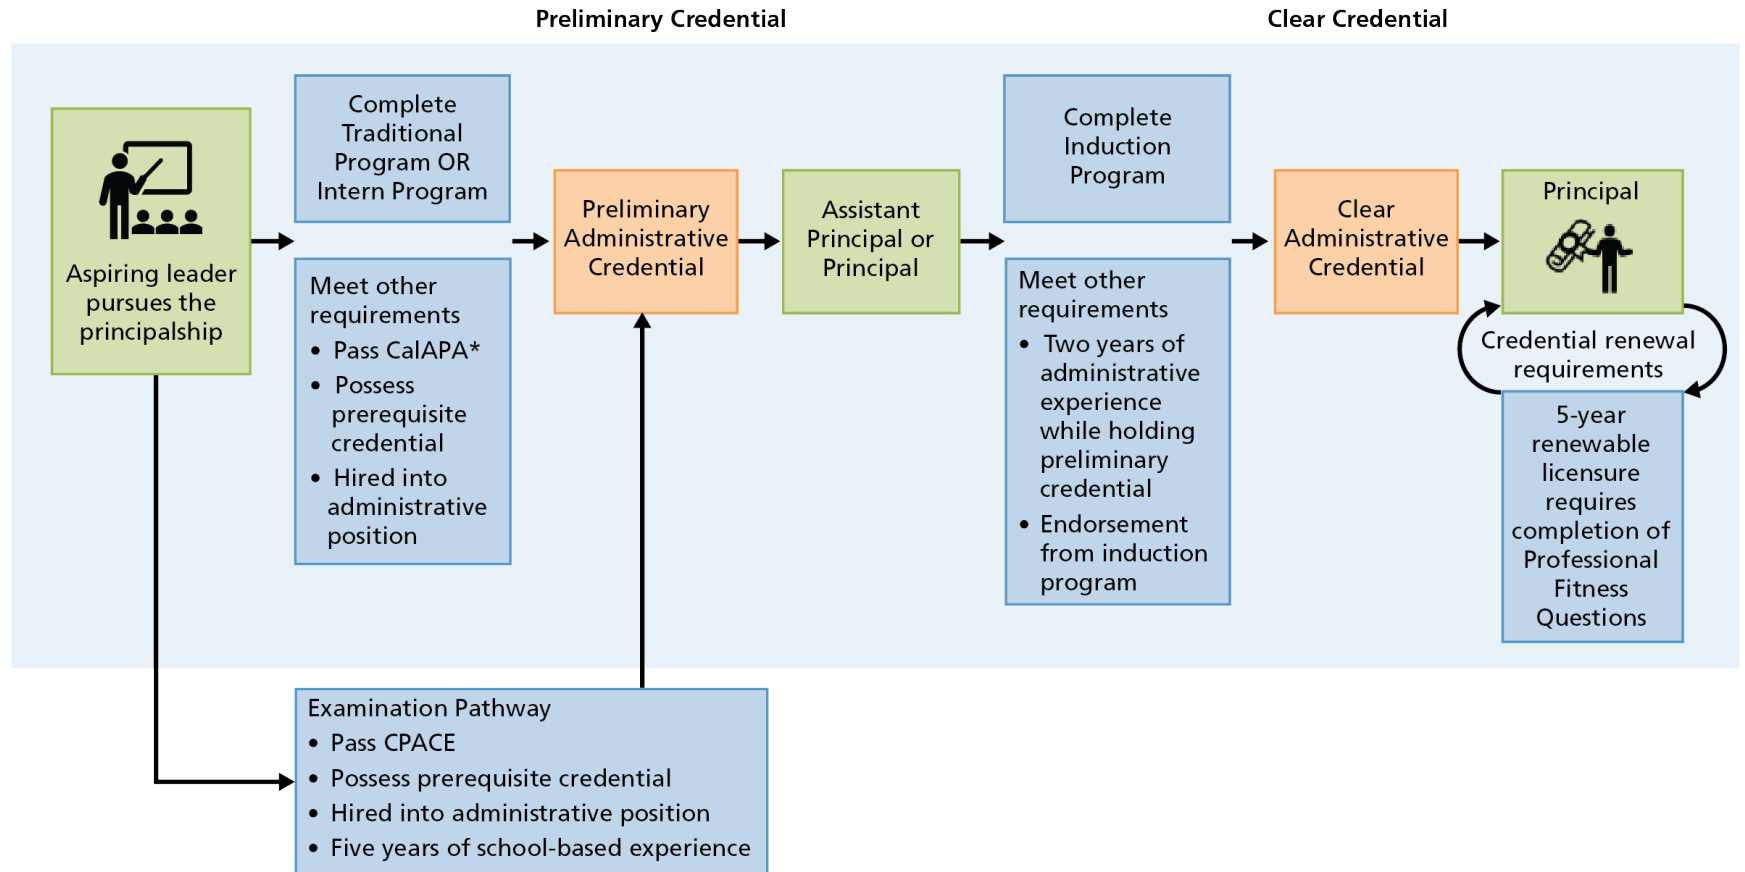 Preliminary Credential
Clear Credential
Aspiring leader
pursues the
principalship
Complete
Traditional
Program OR
Intern Program
Meet other
requirements
• Pass CalAPA*
• Possess
prerequisite
credential
• Hired into
administrative
position
Preliminary
Administrative
Credential
Assistant
Principal or
Principal
Complete
Induction
Program
Meet other
requirements
• Two years of
administrative
experience
while holding
preliminary
credential
• Endorsement
from induction
program
Clear
Administrative
Credential
Principal
Credential renewal
requirements
5-year
renewable
licensure
requires
completion of
Professional
Fitness
Questions
Examination Pathway
• Pass CPACE
• Possess prerequisite credential
• Hired into administrative position
• Five years of school-based experience